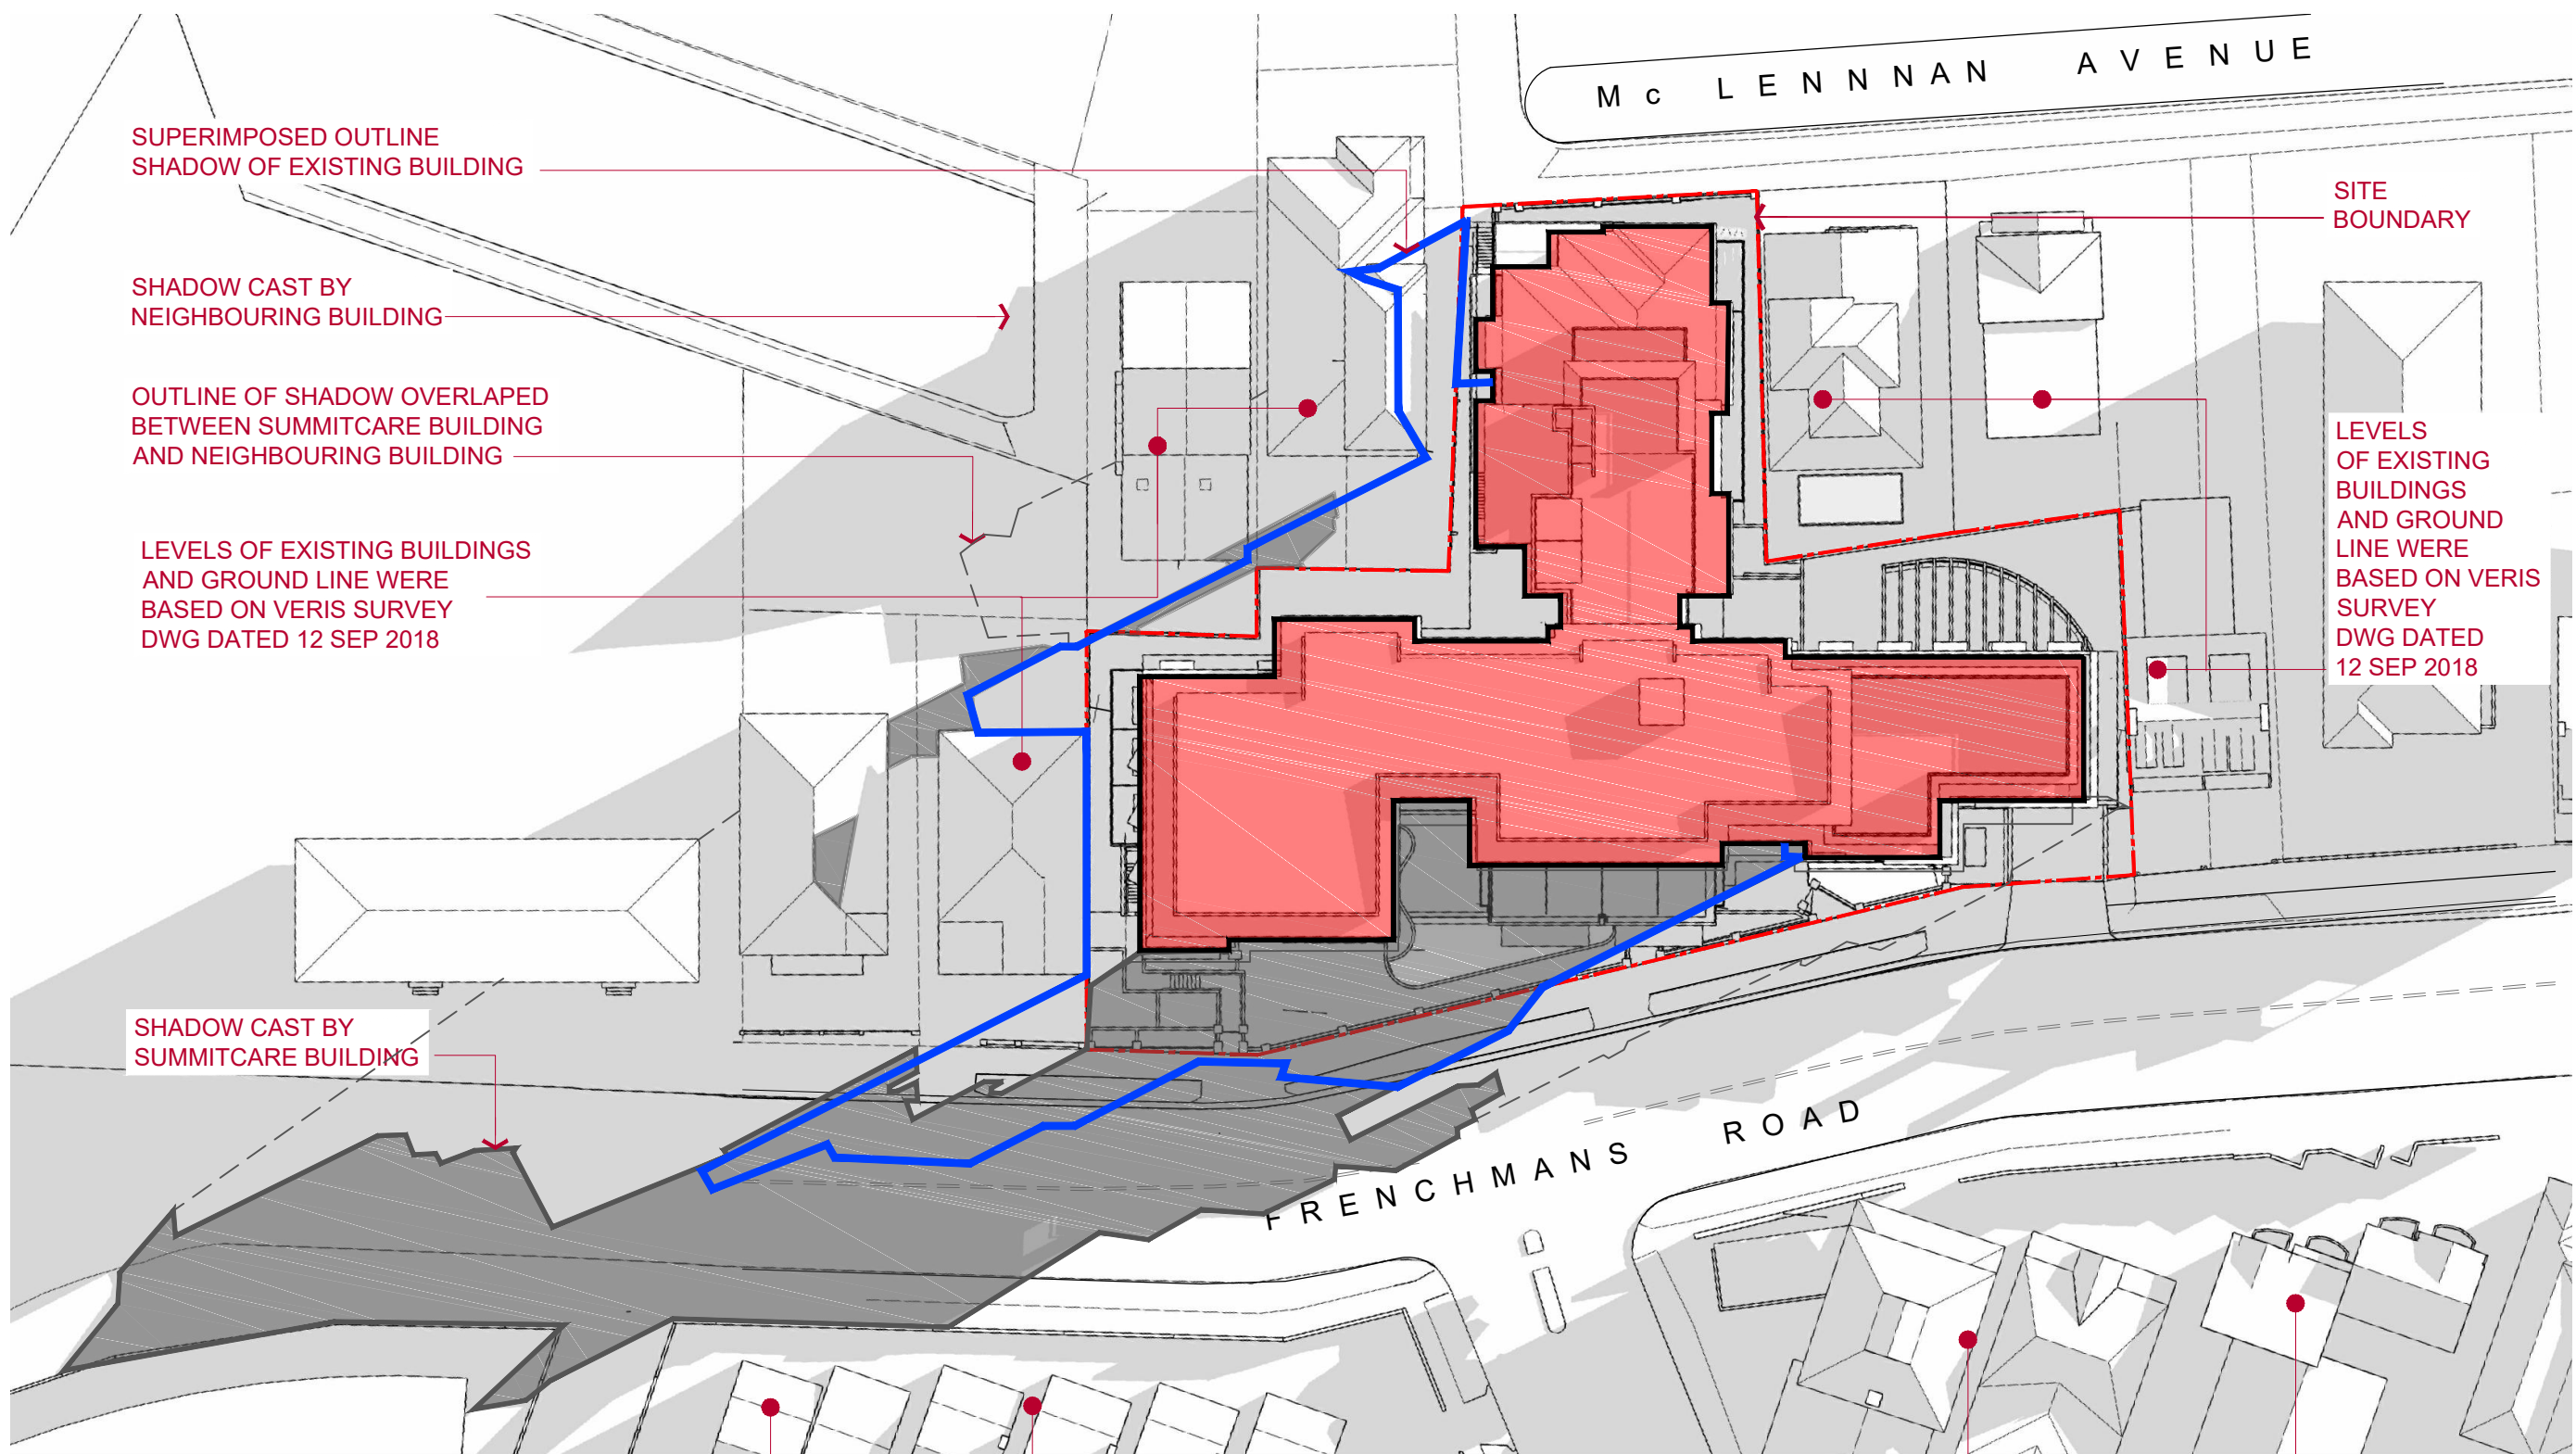 Mc LENNNAN AVENUE
SUPERIMPOSED OUTLINE
SHADOW OF EXISTING BUILDING
SITE
BOUNDARY
SHADOW CAST BY
NEIGHBOURING BUILDING
OUTLINE OF SHADOW OVERLAPED
BETWEEN SUMMITCARE BUILDING
AND NEIGHBOURING BUILDING
LEVELS
OF EXISTING
BUILDINGS
AND GROUND
LINE WERE
BASED ON VERIS
SURVEY
DWG DATED
12 SEP 2018
LEVELS OF EXISTING BUILDINGS
AND GROUND LINE WERE
BASED ON VERIS SURVEY
DWG DATED 12 SEP 2018
SHADOW CAST BY
SUMMITCARE BUILDING
FRENCHMANS ROAD